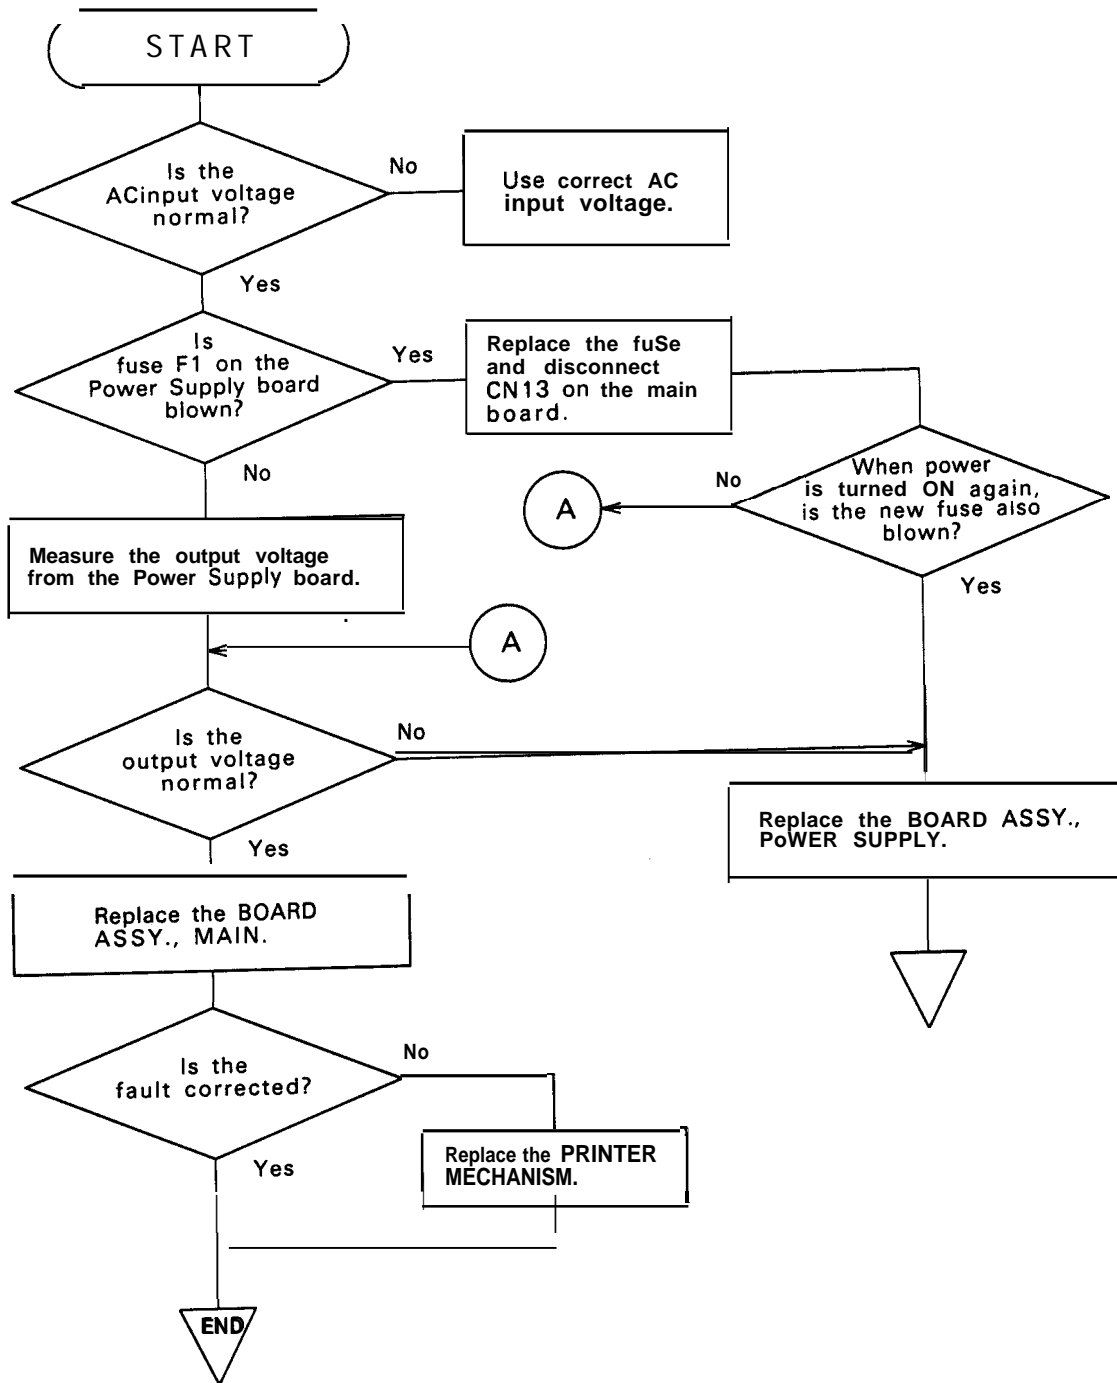 START
Is the
ACinput voltage
normal?
No
Use correct AC
input voltage.
Yes
Is
fuse F1 on the
Power Supply board
blown?
Yes
Replace the fuSe
and disconnect
CN13 on the main
board.
No
When power
is turned ON again,
is the new fuse also
blown?
No
A
Yes
Measure the output voltage
from the Power Supply board.
A
Is the
output voltage
normal?
No
Replace the BOARD ASSY.,
PoWER SUPPLY.
Yes
Replace the BOARD
ASSY., MAIN.
Is the
fault corrected?
No
Replace the PRINTER
MECHANISM.
Yes
END